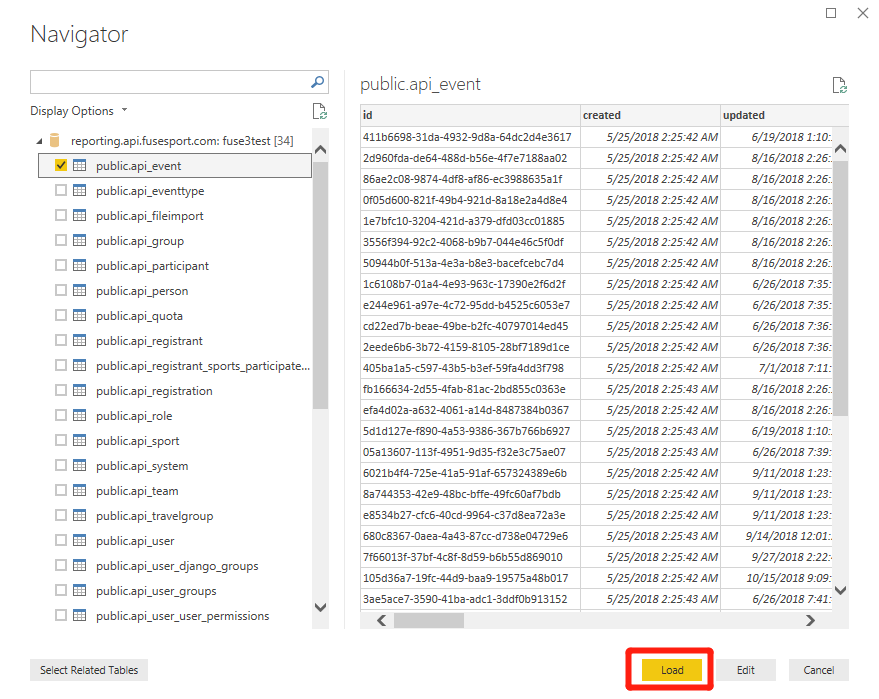 Navigator
Display Options
reporting.api.fusesport.com: fuse3test [34]
public.api_event
public.api_eventtype
public.api_fileimport
public.api_group
public.api_participant
public.api_person
public.api_quota
public.api_registrant
public.api_registrant_sports_participate...
public.api_registration
public.api_role
public.api_sport
public.api_system
public.api_team
public.api_travelgroup
public.api_user
public.api_user_django_groups
public.api_user_groups
public.api_user_user_permissions
public.api_event
id created updated
411b6698-31da-4932-9d8a-64dc2d4e3617 5/25/2018 2:25:42 AM 6/19/2018 1:10:
2d960fda-de64-488d-b56e-4f7e7188aa02 5/25/2018 2:25:42 AM 8/16/2018 2:26:
86ae2c08-9874-4df8-af86-ec3988635a1f 5/25/2018 2:25:42 AM 8/16/2018 2:26:
0f05d600-821f-49b4-921d-8a18e2a4d8e4 5/25/2018 2:25:42 AM 8/16/2018 2:26:
1e7bfc10-3204-421d-a379-dfd03cc01885 5/25/2018 2:25:42 AM 8/16/2018 2:26:
3556f394-92c2-4068-b9b7-044e46c5f0df 5/25/2018 2:25:42 AM 8/16/2018 2:26:
50944b0f-513a-4e3a-b8e3-bacefcebc7d4 5/25/2018 2:25:42 AM 8/16/2018 2:26:
1c6108b7-01a4-4e93-963c-17390e2f6d2f 5/25/2018 2:25:42 AM 6/26/2018 7:35:
e244e961-a97e-4c72-95dd-b4525c6053e7 5/25/2018 2:25:42 AM 6/26/2018 7:35:
cd22ed7b-beae-49be-b2fc-40797014ed45 5/25/2018 2:25:42 AM 6/26/2018 7:36:
2eede6b6-3b72-4159-8105-28bf7189d1ce 5/25/2018 2:25:42 AM 6/26/2018 7:36:
405ba1a5-c597-43b5-b3ef-59fa4dd3f798 5/25/2018 2:25:42 AM 7/1/2018 7:11:
fb166634-2d55-4fab-81ac-2bd855c0363e 5/25/2018 2:25:43 AM 8/16/2018 2:26:
efa4d02a-a632-4061-a14d-8487384b0367 5/25/2018 2:25:42 AM 8/16/2018 2:26:
5d1d127e-f890-4a53-9386-367b766b6927 5/25/2018 2:25:43 AM 6/19/2018 1:10:
05a13607-113f-4951-9d35-f32e3c75ae07 5/25/2018 2:25:43 AM 6/26/2018 7:39:
6021b4f4-725e-41a5-91af-657324389e6b 5/25/2018 2:25:42 AM 9/11/2018 1:23:
8a744353-42e9-48bc-bffe-49fc60af7bdb 5/25/2018 2:25:42 AM 9/11/2018 1:23:
e8534b27-cfc6-40cd-9964-c37d8ea72a3e 5/25/2018 2:25:42 AM 9/11/2018 1:23:
680c8367-0aea-4a43-87cc-d738e04729e6 5/25/2018 2:25:43 AM 9/14/2018 12:01:
7f66013f-37bf-4c8f-8d59-b6b55d869010 5/25/2018 2:25:42 AM 9/27/2018 2:22:
105d36a7-19fc-44d9-baa9-19575a48b017 5/25/2018 2:25:42 AM 10/15/2018 9:09:
3ae5ace7-3590-41ba-adc1-3ddf0b913152 5/25/2018 2:25:43 AM 6/26/2018 7:41:
Select Related Tables Load Edit Cancel